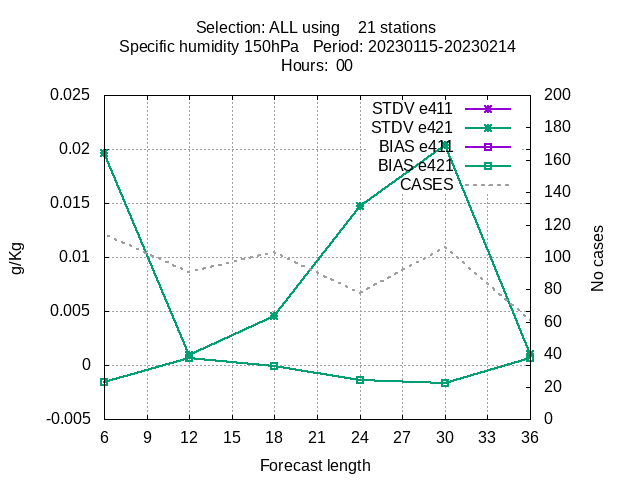 Selection: ALL using    21 stations
Specific humidity 150hPa   Period: 20230115-20230214
Hours:  00
0.025
0.02
0.015
0.01
0.005
0
-0.005
g/Kg
STDV e411
STDV e421
BIAS e411
BIAS e421
CASES
200
180
160
140
120
100
80
60
40
20
0
No cases
6 9 12 15 18 21 24 27 30 33 36
Forecast length